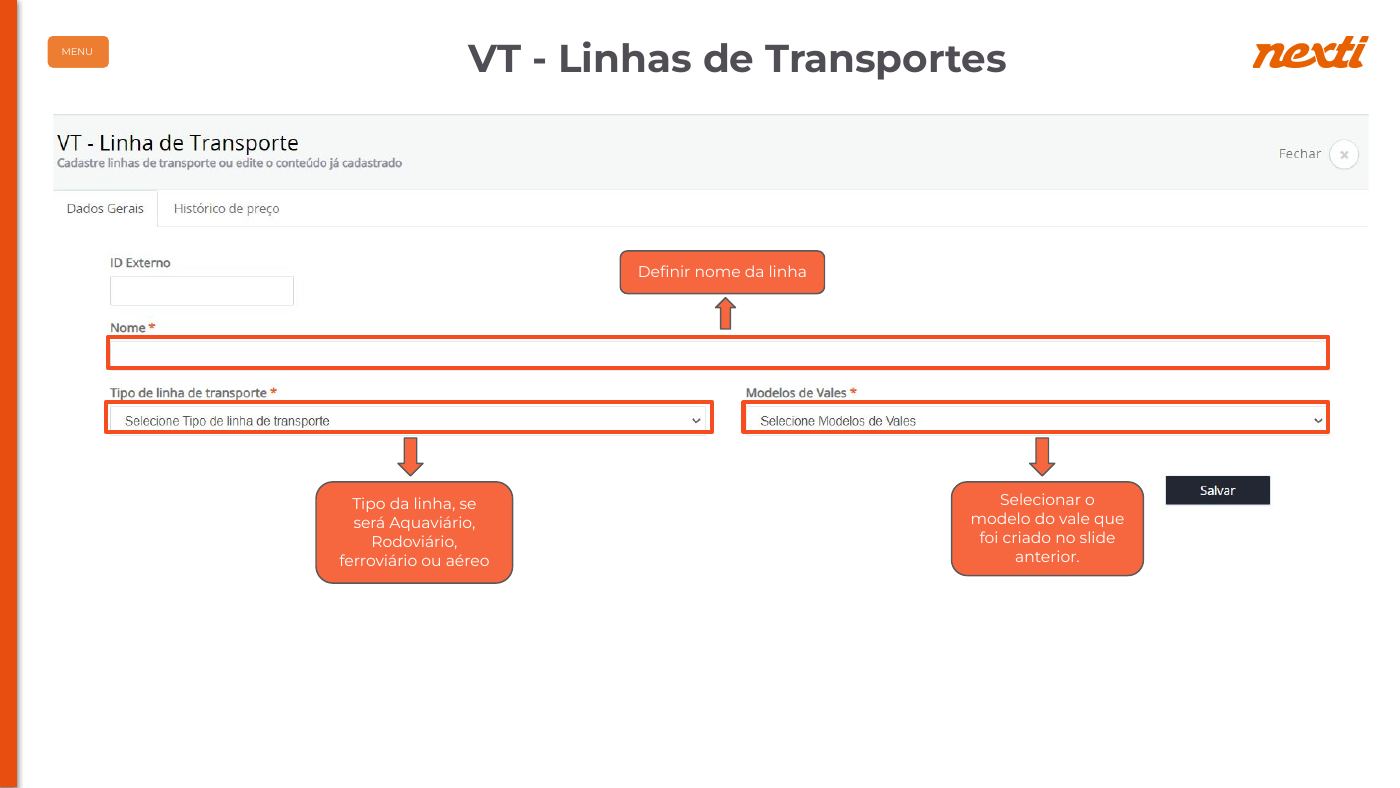 MENU
VT - Linhas de Transportes
nexti
VT - Linha de Transporte
Cadastre linhas de transporte ou edite o conteúdo já cadastrado
Fechar
Dados Gerais
Histórico de preço
ID Externo
Definir nome da linha
Nome *
Tipo de linha de transporte *
Modelos de Vales *
Selecione Tipo de linha de transporte
Selecione Modelos de Vales
Tipo da linha, se
será Aquaviário,
Rodoviário,
ferroviário ou aéreo
Selecionar o
modelo do vale que
foi criado no slide
anterior.
Salvar